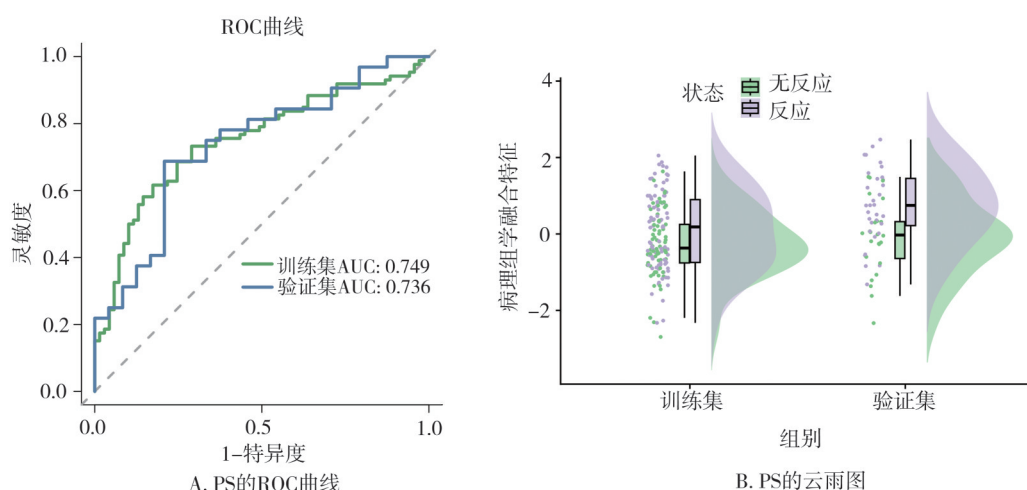 ROC曲线
1.0
0.8
0.6
0.4
0.2
0.0
灵敏度
训练集AUC: 0.749
验证集AUC: 0.736
0.0
0.5
1.0
1-特异度
A. PS的ROC曲线
状态
无反应
反应
4
2
0
-2
病理组学融合特征
训练集
验证集
组别
B. PS的云雨图